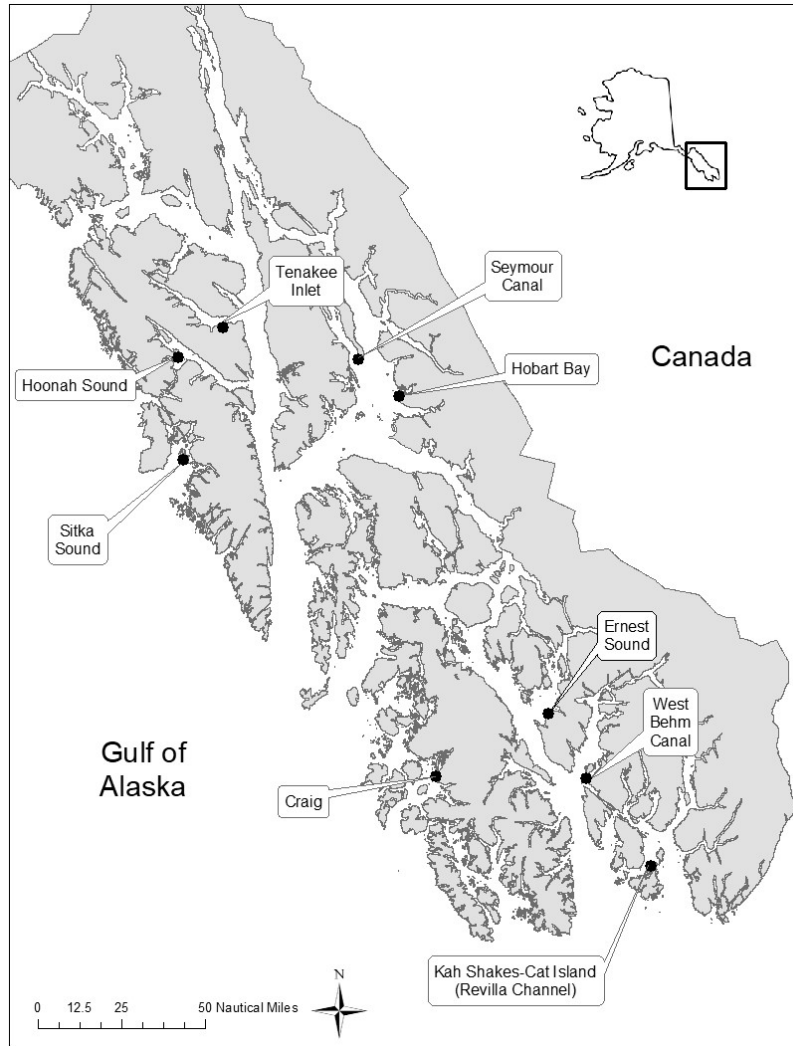 Tenakee
Inlet
Seymour
Canal
Hoonah Sound
Hobart Bay
Canada
Sitka
Sound
Ernest
Sound
West
Behm
Canal
Gulf of
Alaska
Craig
Kah Shakes-Cat Island
(Revilla Channel)
N
0 12.5 25 50 Nautical Miles